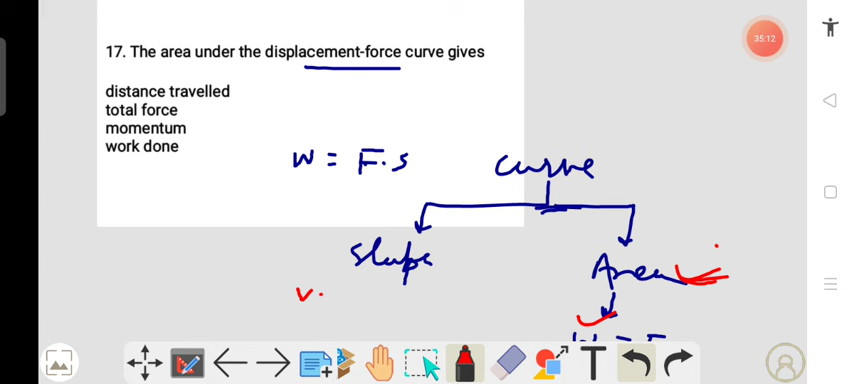 35:12
17. The area under the displacement-force curve gives
distance travelled
total force
momentum
work done
W = F.s
Curve
Slope
Area
v.
T